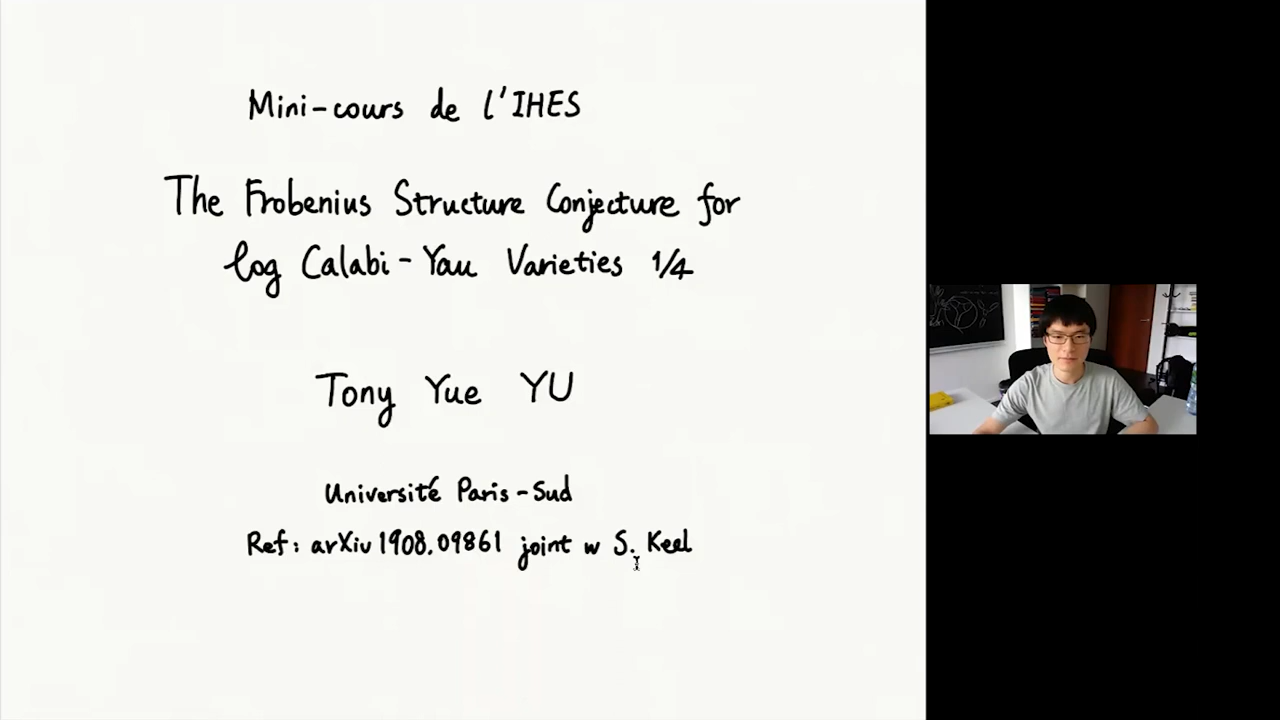 Mini-cours de l'IHES
The Frobenius Structure Conjecture for
log Calabi-Yau Varieties 1/4
Tony Yue YU
Université Paris-Sud
Ref: arXiv 1908.09861 joint w S. Keel